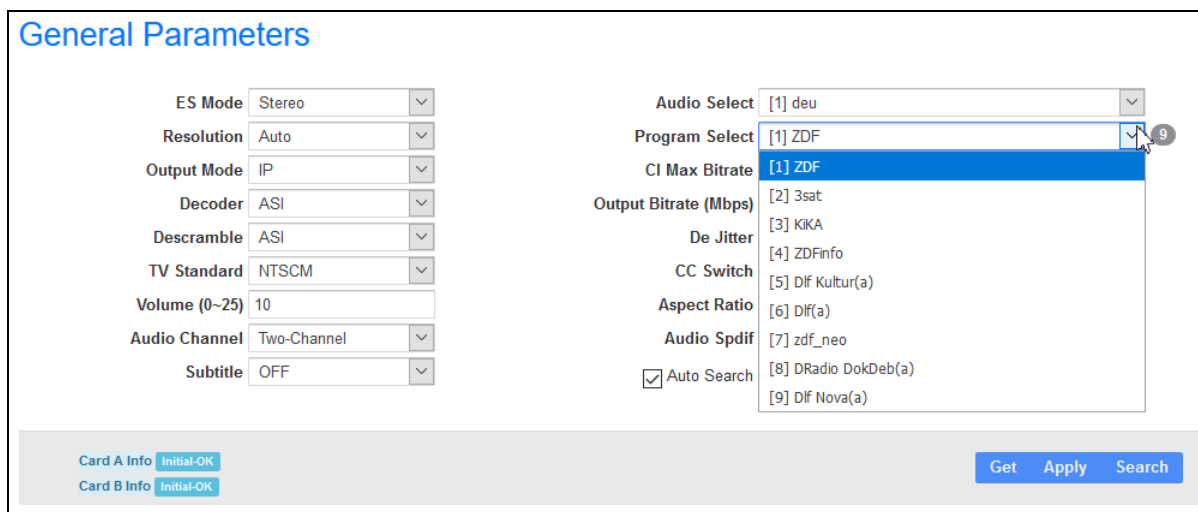 General Parameters
ES Mode Stereo
Resolution Auto
Output Mode IP
Decoder ASI
Descramble ASI
TV Standard NTSCM
Volume (0~25) 10
Audio Channel Two-Channel
Subtitle OFF
Audio Select [1] deu
Program Select [1] ZDF 9
CI Max Bitrate
Output Bitrate (Mbps)
De Jitter
CC Switch
Aspect Ratio
Audio Spdif
Auto Search
[1] ZDF
[2] 3sat
[3] KiKA
[4] ZDFinfo
[5] Dlf Kultur(a)
[6] Dlf(a)
[7] zdf_neo
[8] DRadio DokDeb(a)
[9] Dlf Nova(a)
Card A Info Initial-OK
Card B Info Initial-OK
Get Apply Search